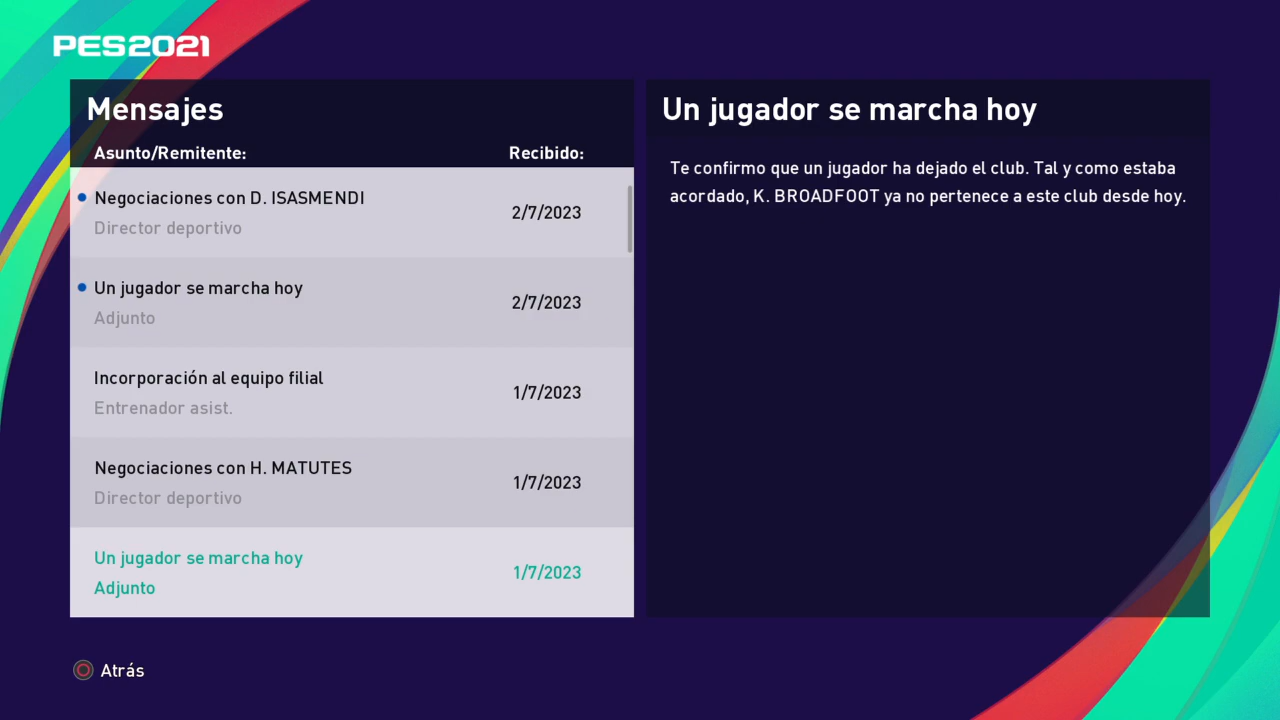 PES2021
Mensajes
Asunto/Remitente: Recibido:
Negociaciones con D. ISASMENDI
Director deportivo
2/7/2023
Un jugador se marcha hoy
Adjunto
2/7/2023
Incorporación al equipo filial
Entrenador asist.
1/7/2023
Negociaciones con H. MATUTES
Director deportivo
1/7/2023
Un jugador se marcha hoy
Adjunto
1/7/2023
Un jugador se marcha hoy
Te confirmo que un jugador ha dejado el club. Tal y como estaba
acordado, K. BROADFOOT ya no pertenece a este club desde hoy.
Atrás